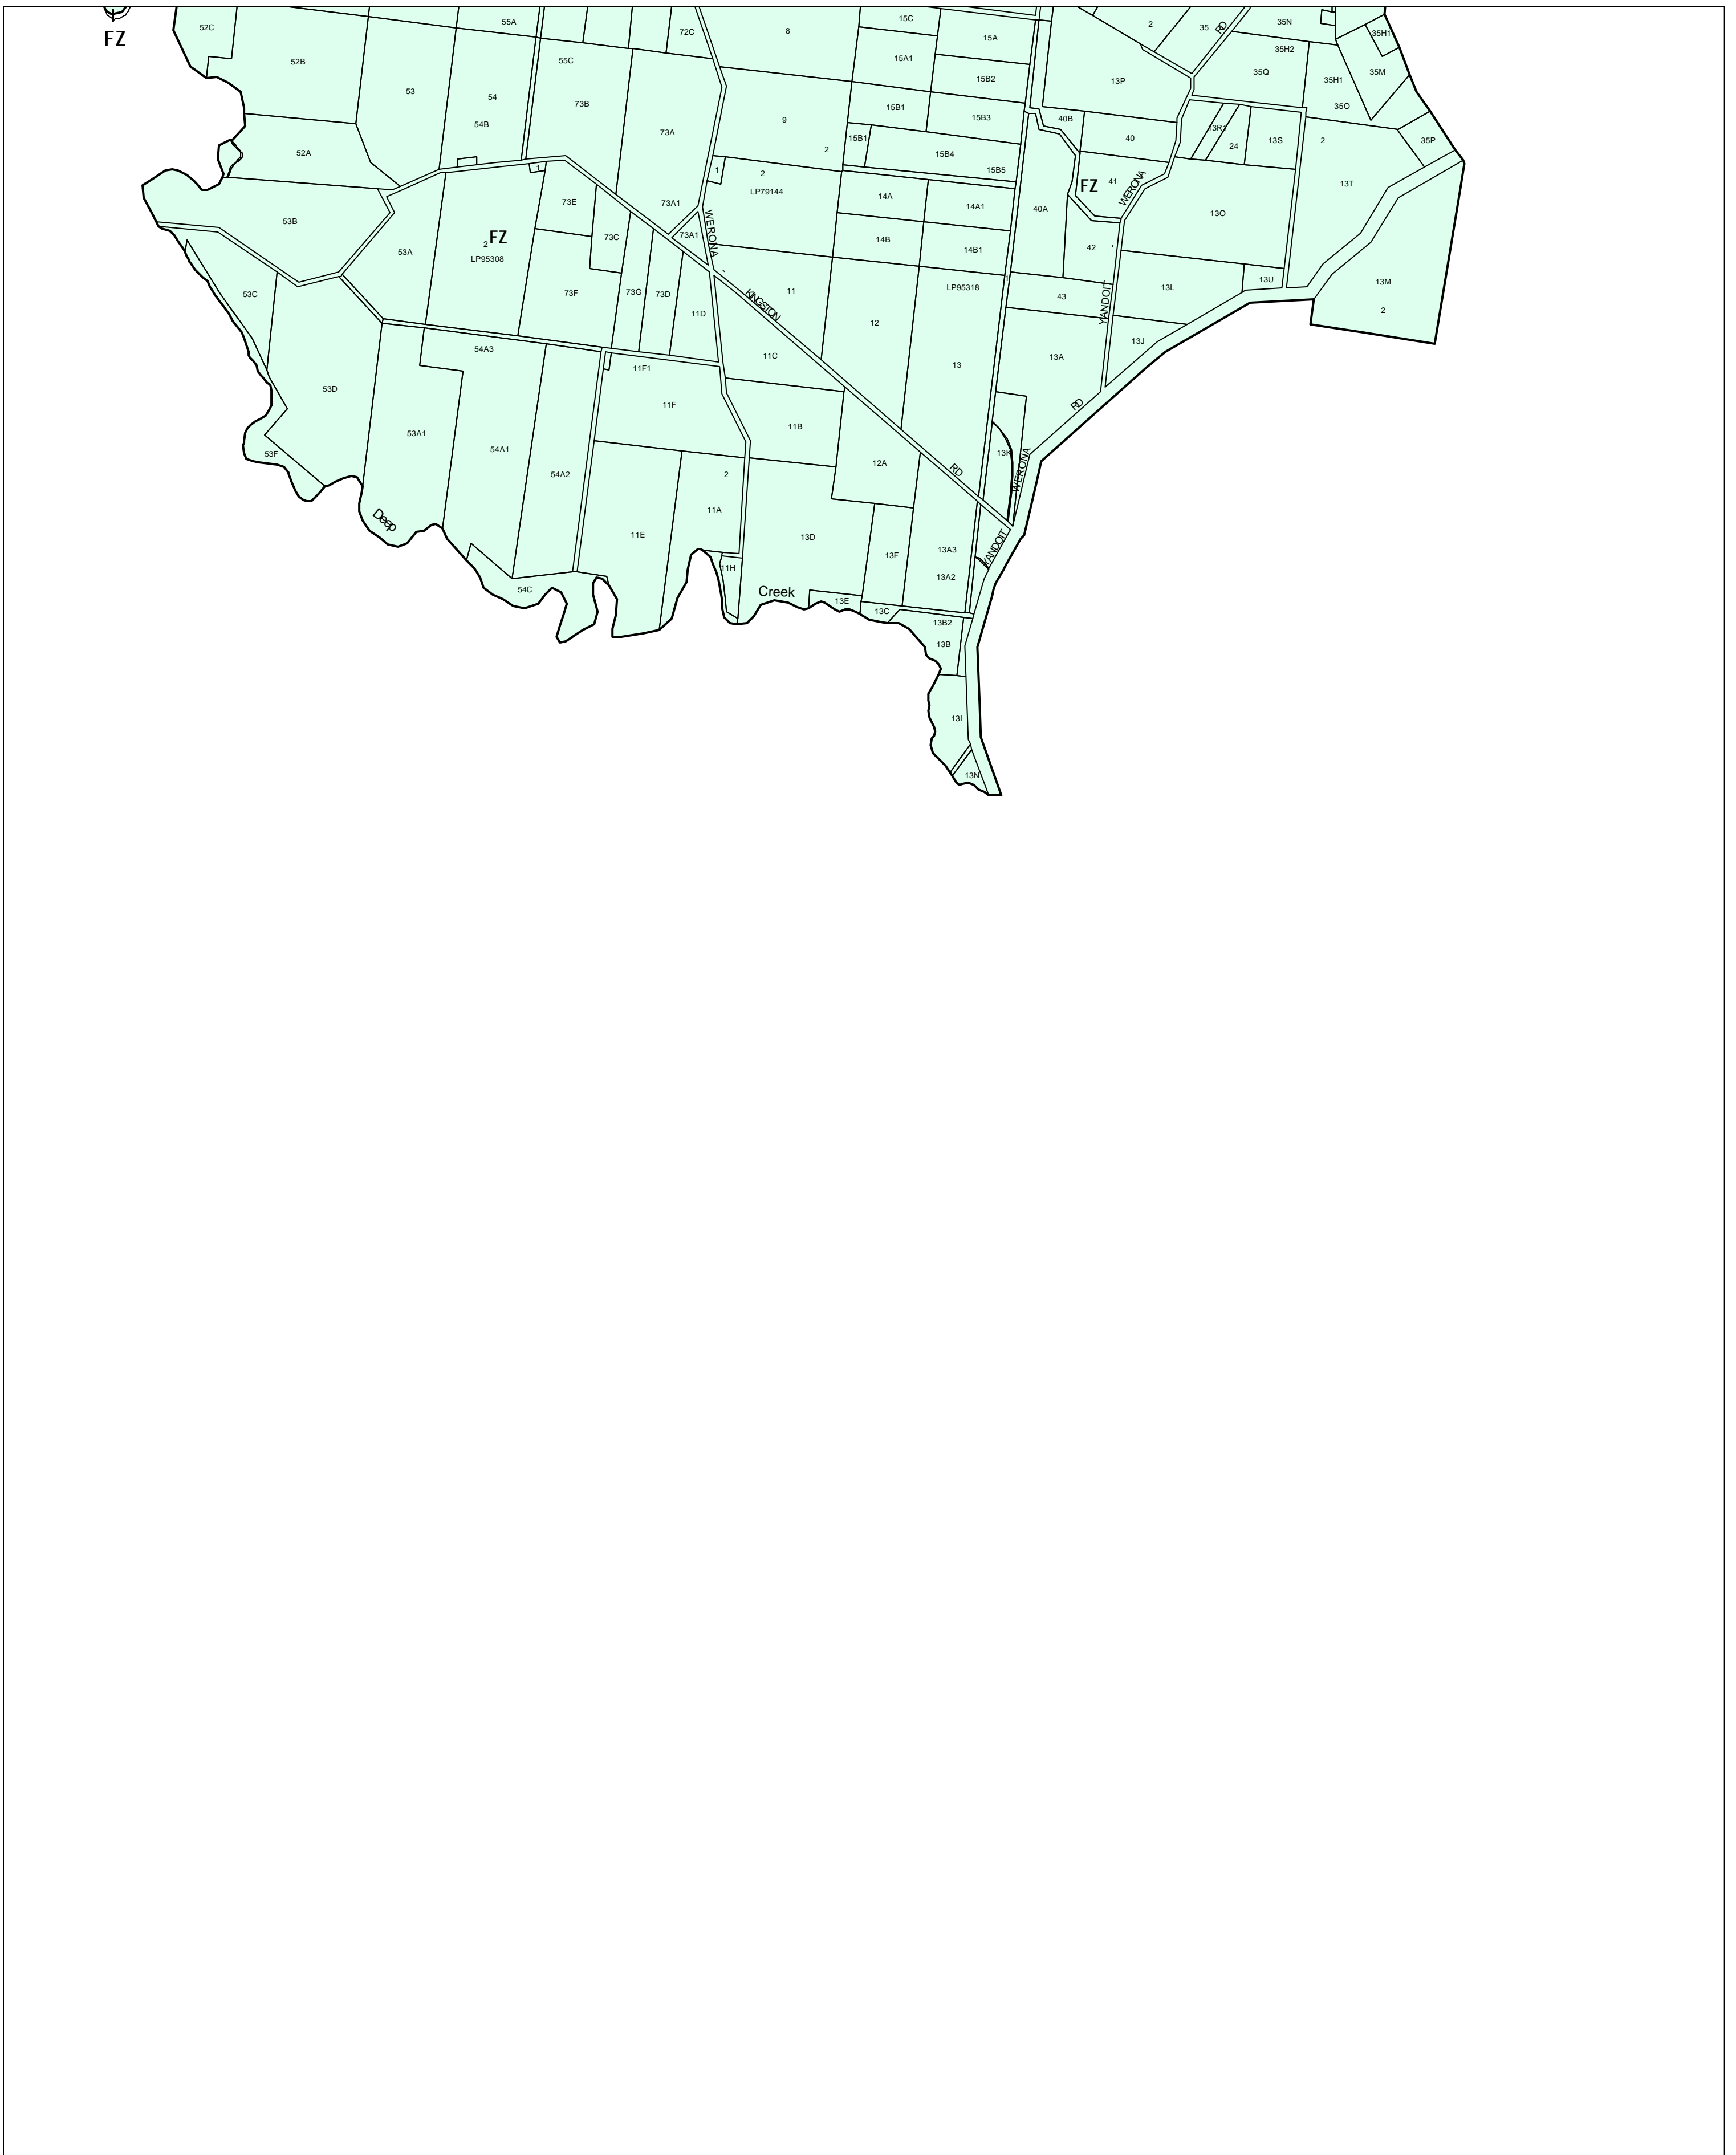 FZ
52C
52B
53
55A
54
54B
55C
73B
72C
73A
8
15C
15A
15A1
15B2
15B1
15B3
9
2
15B1
15B4
15B5
2
35
RD
35N
35H2
35Q
35H1
35M
35H1
35O
13P
40B
40
13R1
24
13S
2
35P
52A
53B
53A
2
FZ
LP95308
1
73E
73C
73A1
73A1
1
2
LP79144
WERONA
14A
14A1
14B
14B1
40A
FZ
41
WERONA
42
13O
13T
53C
73F
73G
73D
11D
KINGSTON
11
12
LP95318
1
43
YANDOIT
13L
13U
13M
2
53D
54A3
11F1
11C
13
13A
13J
RD
53A1
11F
11B
54A1
53F
54A2
2
12A
RD
13K
WERONA
Deep
11A
11E
13D
13F
13A3
YANDOIT
13A2
11H
54C
Creek
13E
13C
13B2
13B
13I
13N